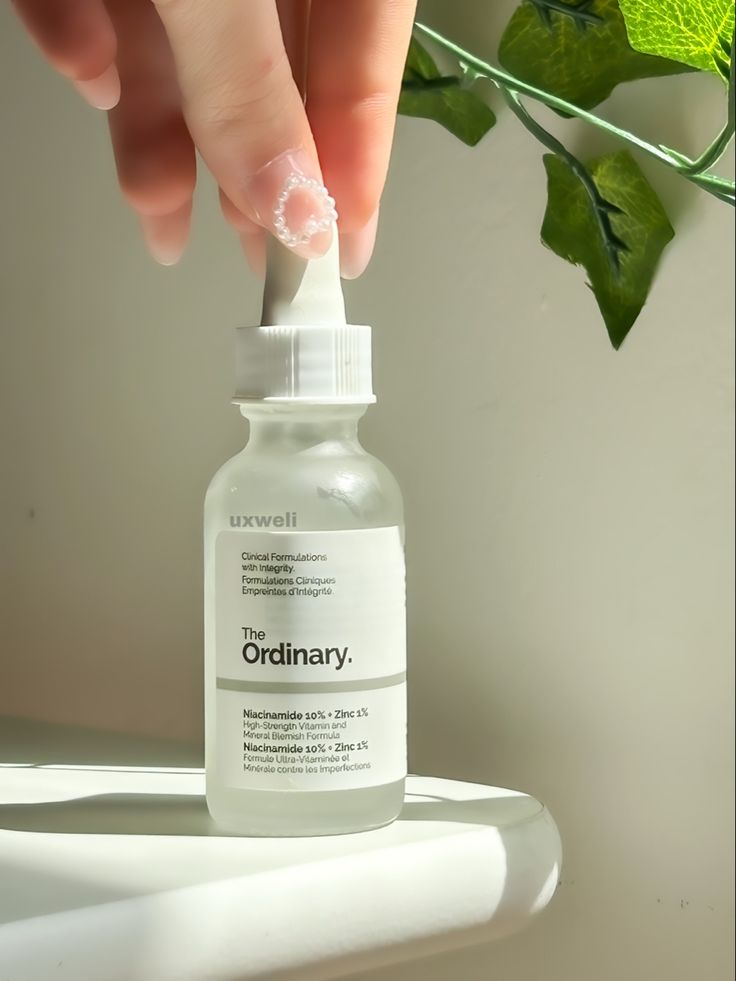 uxweli
Clinical Formulations
with Integrity.
Formulations Cliniques
Empreintes d'Intégrité.
The
Ordinary.
Niacinamide 10% + Zinc 1%
High-Strength Vitamin and
Mineral Blemish Formula
Niacinamide 10% + Zinc 1%
Formule Ultra-Vitaminée et
Minérale contre les Imperfections